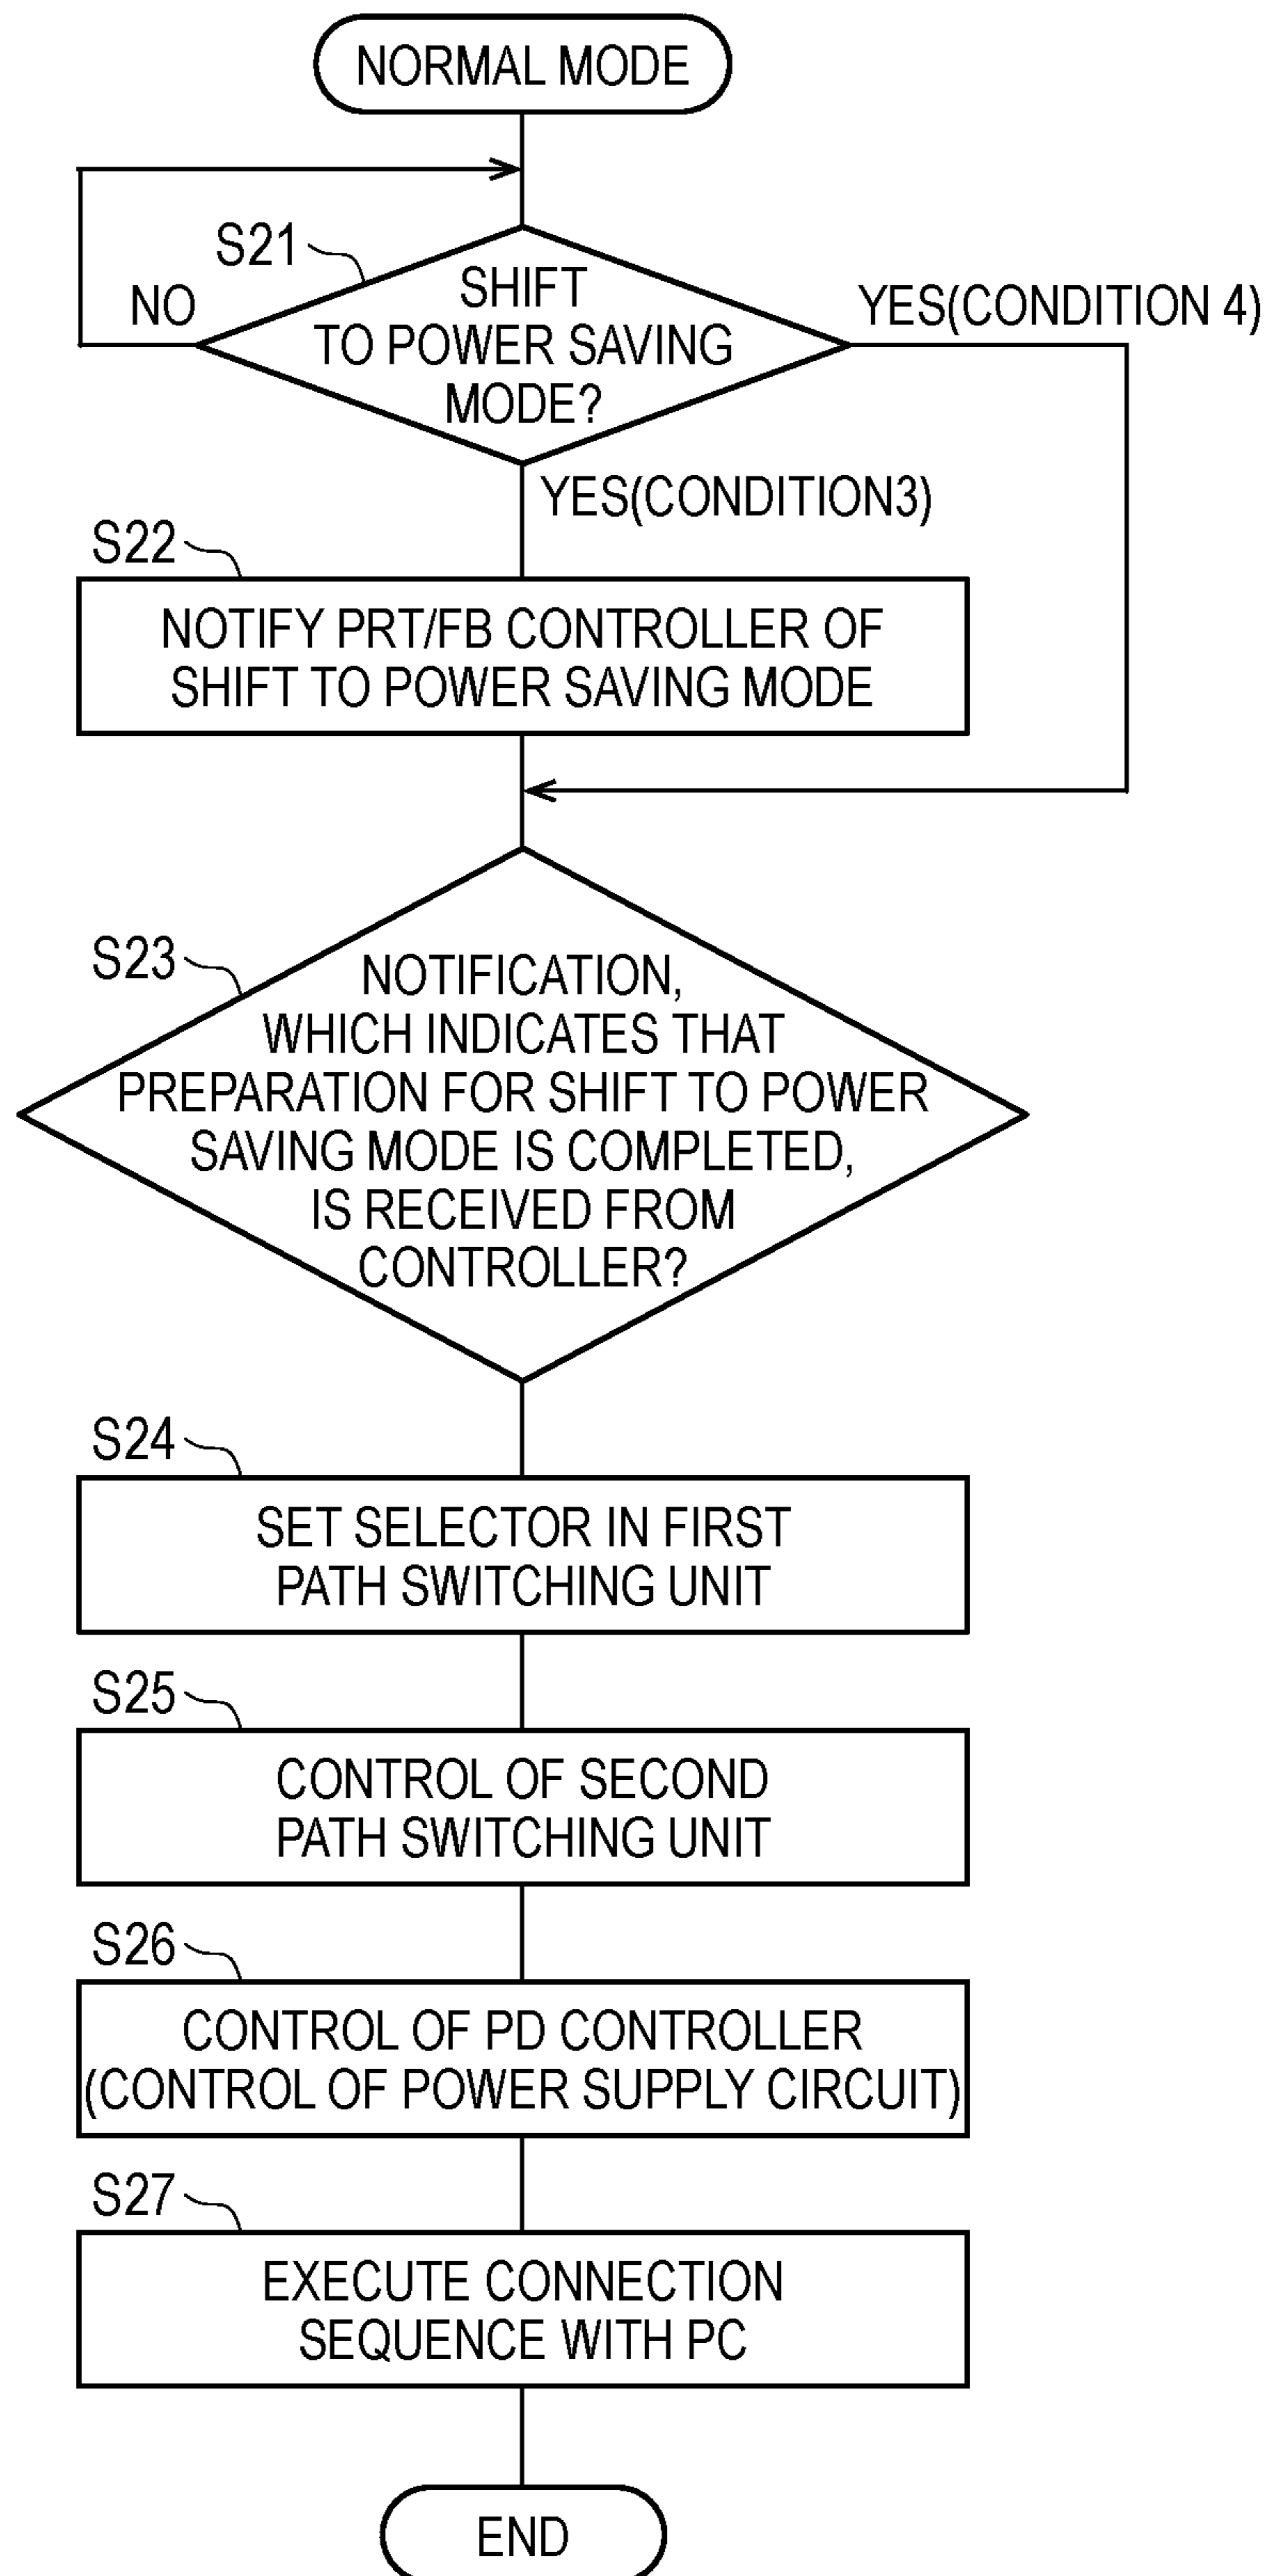 NORMAL MODE
S21
SHIFT
TO POWER SAVING
MODE?
NO
YES(CONDITION 4)
YES(CONDITION3)
S22
NOTIFY PRT/FB CONTROLLER OF
SHIFT TO POWER SAVING MODE
S23
NOTIFICATION,
WHICH INDICATES THAT
PREPARATION FOR SHIFT TO POWER
SAVING MODE IS COMPLETED,
IS RECEIVED FROM
CONTROLLER?
S24
SET SELECTOR IN FIRST
PATH SWITCHING UNIT
S25
CONTROL OF SECOND
PATH SWITCHING UNIT
S26
CONTROL OF PD CONTROLLER
(CONTROL OF POWER SUPPLY CIRCUIT)
S27
EXECUTE CONNECTION
SEQUENCE WITH PC
END